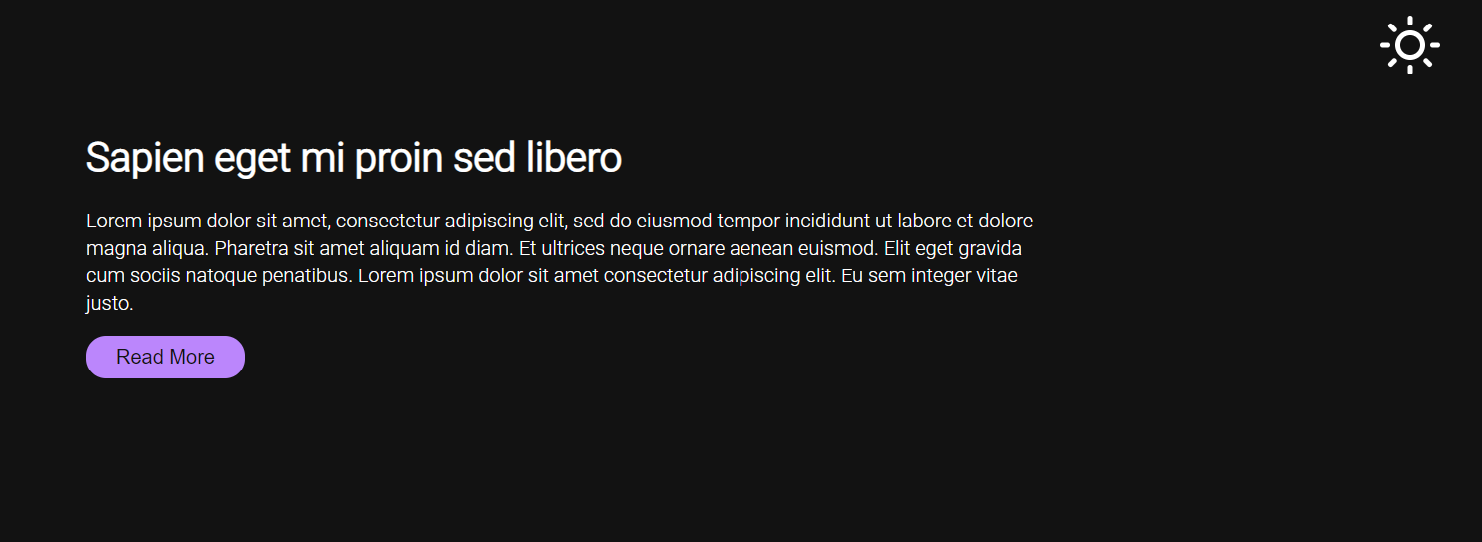 Sapien eget mi proin sed libero
Lorem ipsum dolor sit amet, consectetur adipiscing elit, sed do eiusmod tempor incididunt ut labore et dolore
magna aliqua. Pharetra sit amet aliquam id diam. Et ultrices neque ornare aenean euismod. Elit eget gravida
cum sociis natoque penatibus. Lorem ipsum dolor sit amet consectetur adipiscing elit. Eu sem integer vitae
justo.
Read More